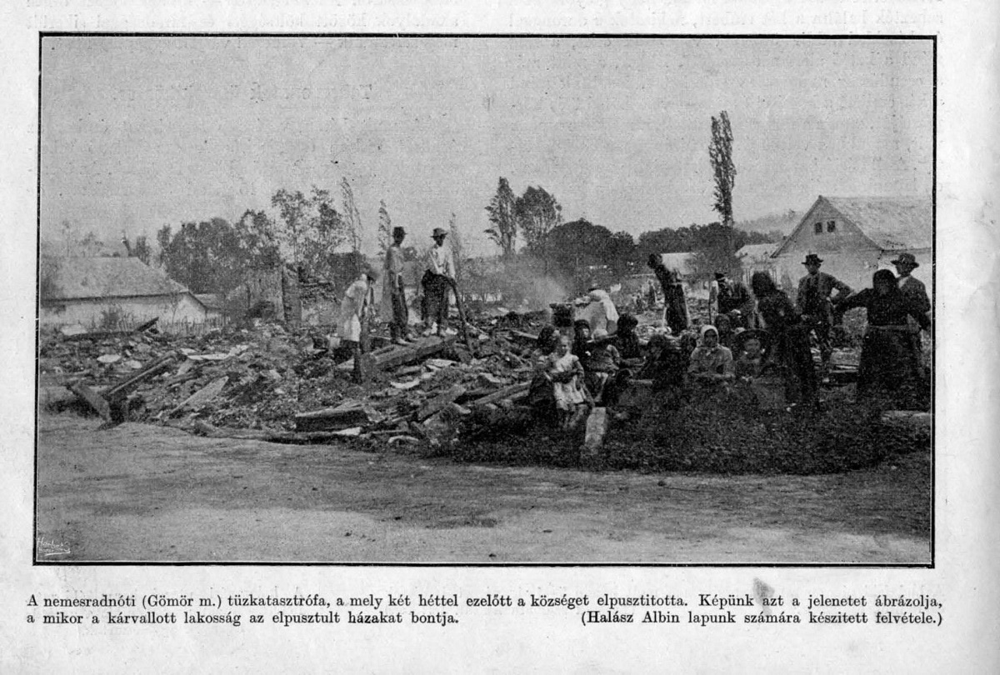 A nemesradnóti (Gömör m.) tüzkatasztrófa, a mely két héttel ezelőtt a községet elpusztitotta. Képünk azt a jelenetet ábrázolja,
a mikor a kárvallott lakosság az elpusztult házakat bontja. (Halász Albin lapunk számára készitett felvétele.)